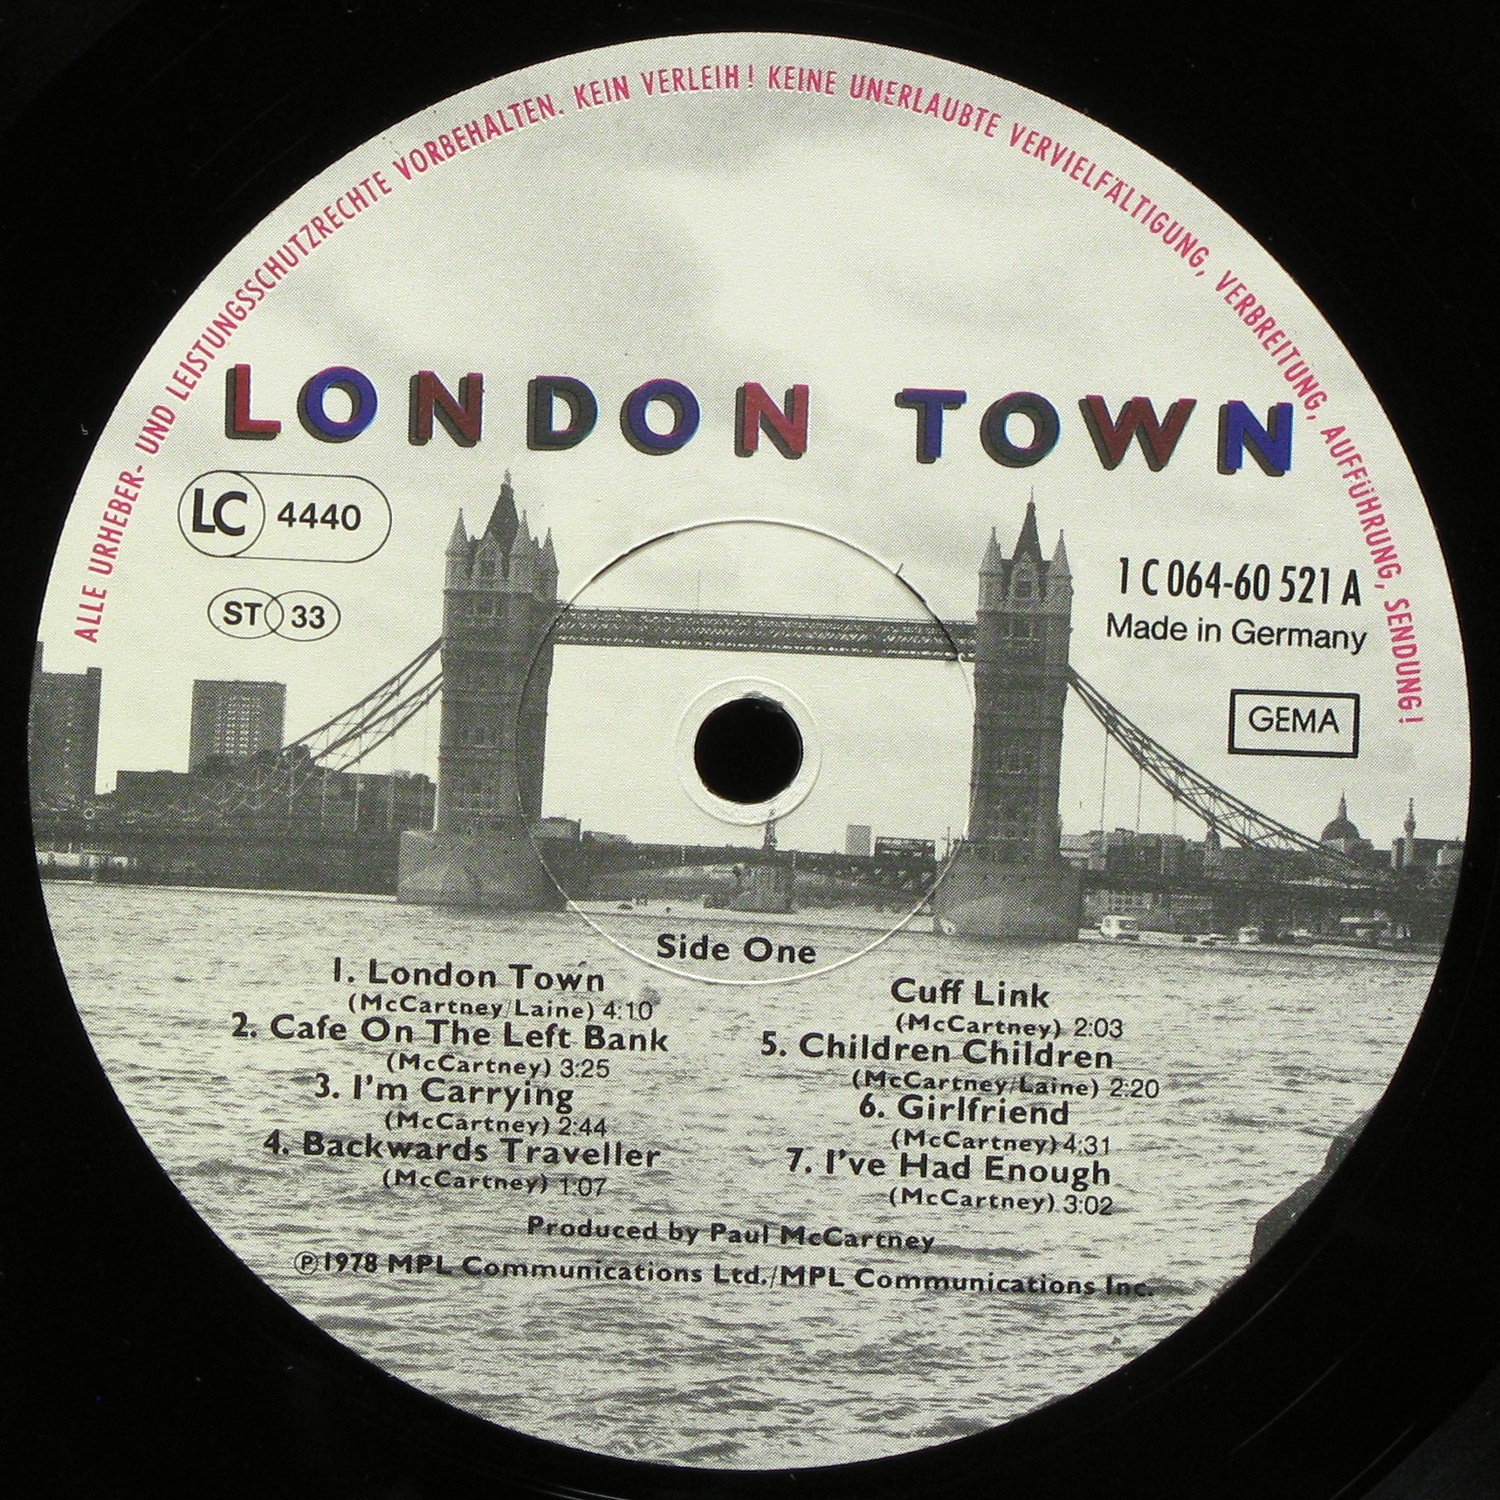 ALLE URHEBER- UND LEISTUNGSSCHUTZRECHTE VORBEHALTEN. KEIN VERLEIH! KEINE UNERLAUBTE VERVIELFÄLTIGUNG, VERBREITUNG, AUFFÜHRUNG, SENDUNG!
LONDON TOWN
LC 4440
ST 33
1 C 064-60 521 A
Made in Germany
GEMA
Side One
1. London Town
(McCartney/Laine) 4:10
2. Cafe On The Left Bank
(McCartney) 3:25
3. I'm Carrying
(McCartney) 2:44
4. Backwards Traveller
(McCartney) 1:07
Cuff Link
(McCartney) 2:03
5. Children Children
(McCartney/Laine) 2:20
6. Girlfriend
(McCartney) 4:31
7. I've Had Enough
(McCartney) 3:02
Produced by Paul McCartney
℗1978 MPL Communications Ltd./MPL Communications Inc.